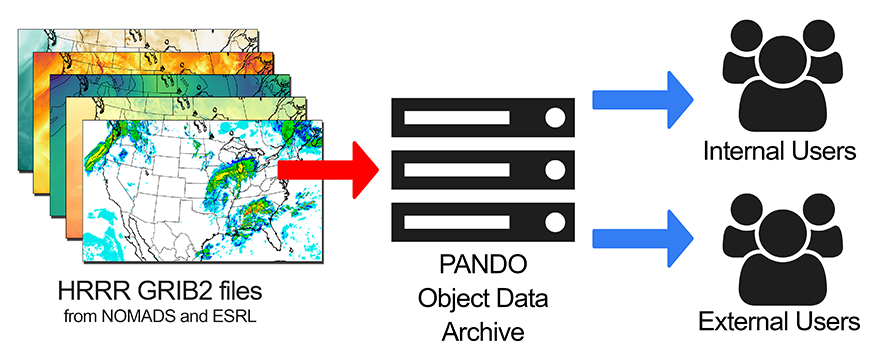 HRRR GRIB2 files
from NOMADS and ESRL
PANDO
Object Data
Archive
Internal Users
External Users